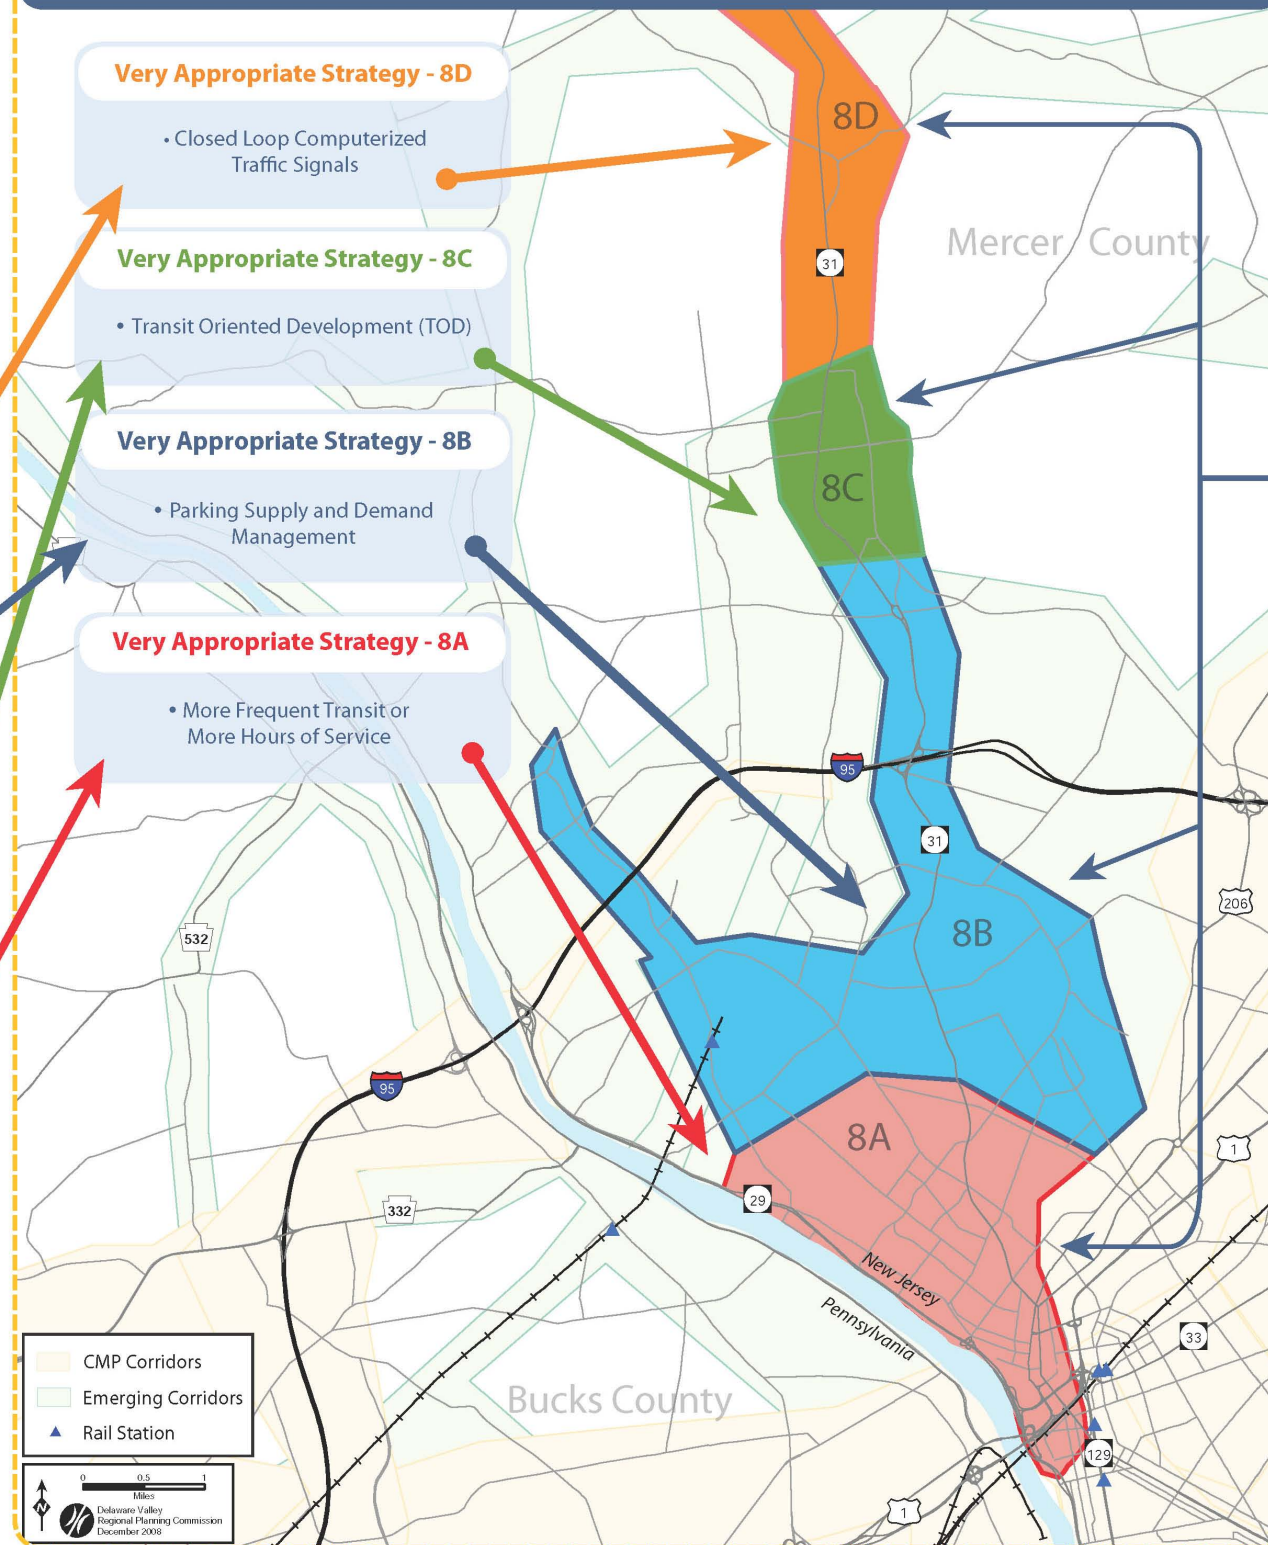 Very Appropriate Strategy - 8D
• Closed Loop Computerized
Traffic Signals
Very Appropriate Strategy - 8C
• Transit Oriented Development (TOD)
Very Appropriate Strategy - 8B
• Parking Supply and Demand
Management
Very Appropriate Strategy - 8A
• More Frequent Transit or
More Hours of Service
8D
Mercer County
31
8C
95
31
206
8B
532
95
8A
1
29
332
New Jersey
Pennsylvania
33
Bucks County
129
1
CMP Corridors
Emerging Corridors
Rail Station
0 0.5 1
Miles
N
Delaware Valley
Regional Planning Commission
December 2008